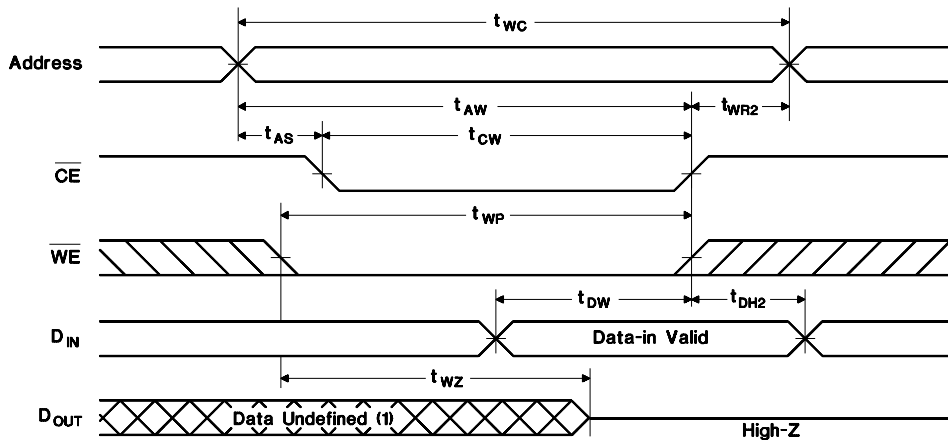 tWC
Address
tAW
tWR2
tAS
tCW
CE
tWP
WE
tDW
tDH2
DIN
Data-in Valid
tWZ
DOUT
Data Undefined (1)
High-Z